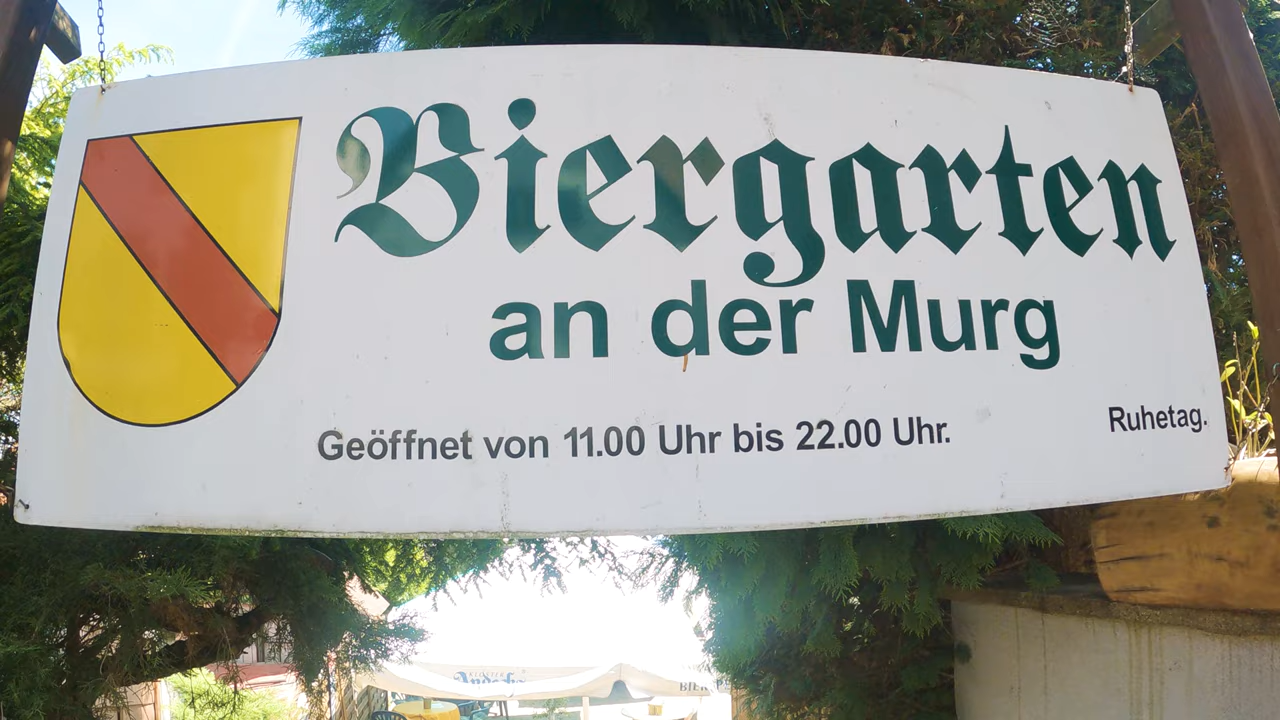 Biergarten
an der Murg
Geöffnet von 11.00 Uhr bis 22.00 Uhr.
Ruhetag.